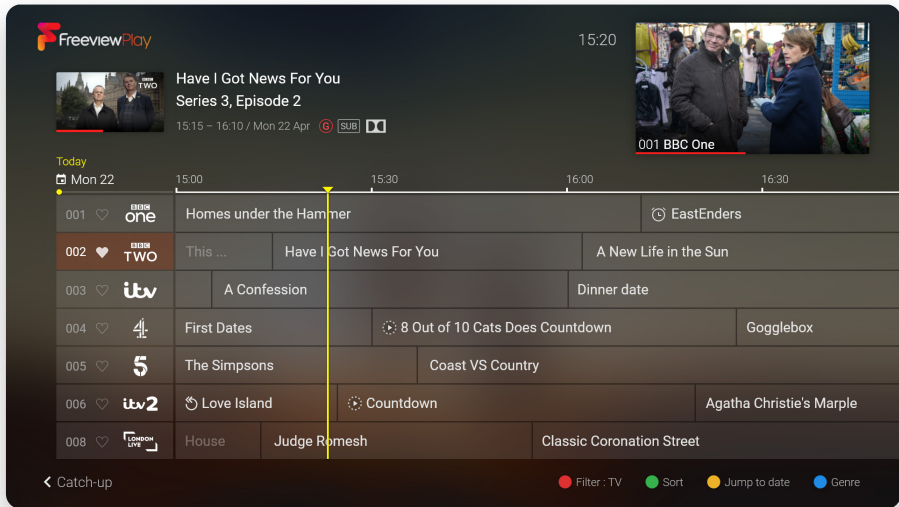 FreeviewPlay
15:20
BBC
TWO
Have I Got News For You
Series 3, Episode 2
15:15 – 16:10 / Mon 22 Apr G SUB
001 BBC One
Today
Mon 22
15:00
15:30
16:00
16:30
001 BBC one Homes under the Hammer EastEnders
002 BBC TWO This ... Have I Got News For You A New Life in the Sun
003 itv A Confession Dinner date
004 4 First Dates 8 Out of 10 Cats Does Countdown Gogglebox
005 5 The Simpsons Coast VS Country
006 itv2 Love Island Countdown Agatha Christie's Marple
008 LONDON LIVE House Judge Romesh Classic Coronation Street
Catch-up
Filter : TV
Sort
Jump to date
Genre